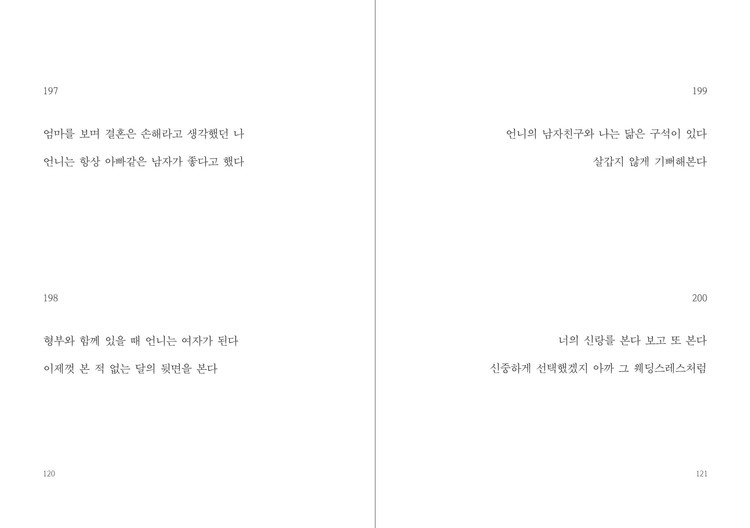 197
엄마를 보며 결혼은 손해라고 생각했던 나
언니는 항상 아빠같은 남자가 좋다고 했다
198
형부와 함께 있을 때 언니는 여자가 된다
이제껏 본 적 없는 달의 뒷면을 본다
120
199
언니의 남자친구와 나는 닮은 구석이 있다
살갑지 않게 기뻐해본다
200
너의 신랑를 본다 보고 또 본다
신중하게 선택했겠지 아까 그 웨딩스레스처럼
121